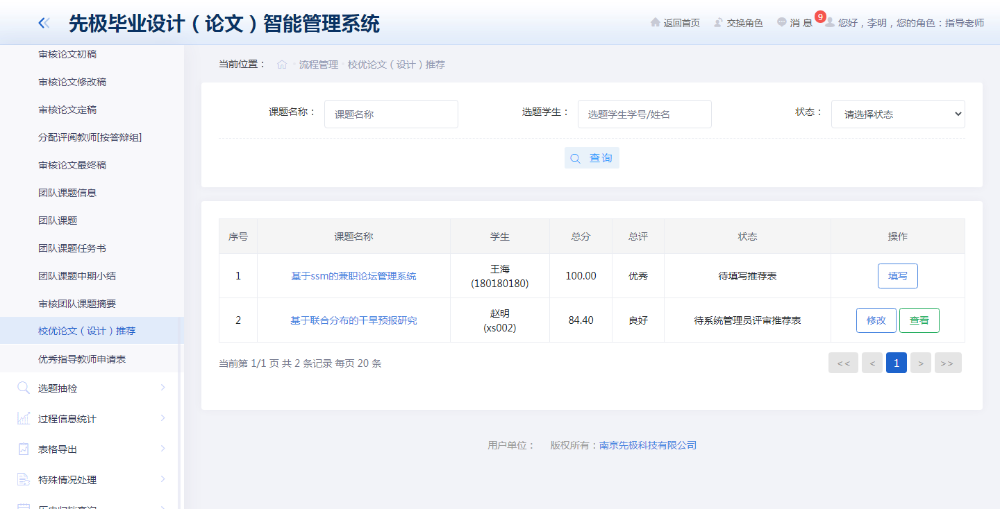 先极毕业设计（论文）智能管理系统
返回首页 交换角色 消 息 9 您好，李明，您的角色：指导老师
审核论文初稿
审核论文修改稿
审核论文定稿
分配评阅教师[按答辩组]
审核论文最终稿
团队课题信息
团队课题
团队课题任务书
团队课题中期小结
审核团队课题摘要
校优论文（设计）推荐
优秀指导教师申请表
选题抽检
过程信息统计
表格导出
特殊情况处理
历史归档查询
当前位置： 流程管理 校优论文（设计）推荐
课题名称： 课题名称 选题学生： 选题学生学号/姓名 状态： 请选择状态
查询
序号 课题名称 学生 总分 总评 状态 操作
1 基于ssm的兼职论坛管理系统 王海 (180180180) 100.00 优秀 待填写推荐表 填写
2 基于联合分布的干旱预报研究 赵明 (xs002) 84.40 良好 待系统管理员评审推荐表 修改 查看
当前第 1/1 页 共 2 条记录 每页 20 条 << < 1 > >>
用户单位： 版权所有：南京先极科技有限公司